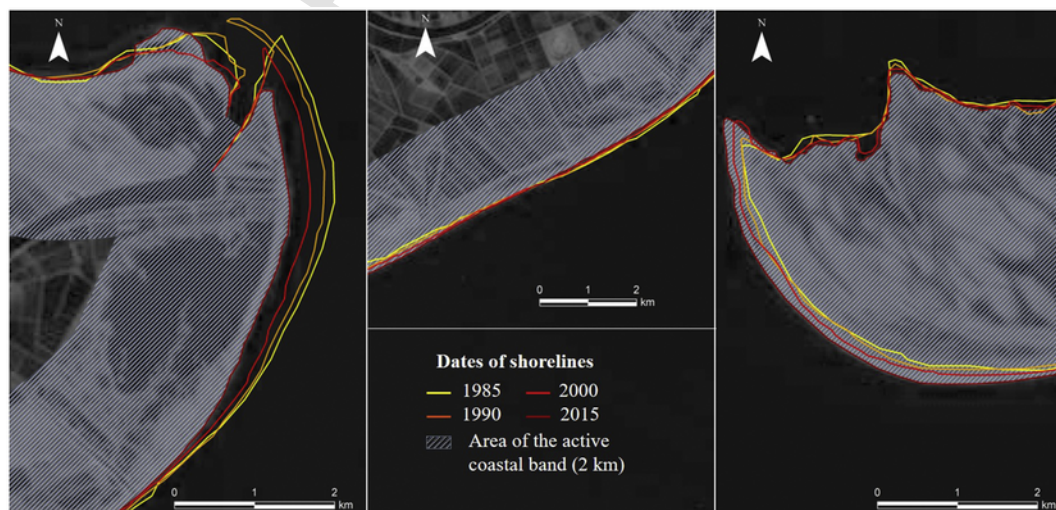 N
N
N
0 1 2
km
Dates of shorelines
1985 2000
1990 2015
Area of the active
coastal band (2 km)
0 1 2
km
0 1 2
km